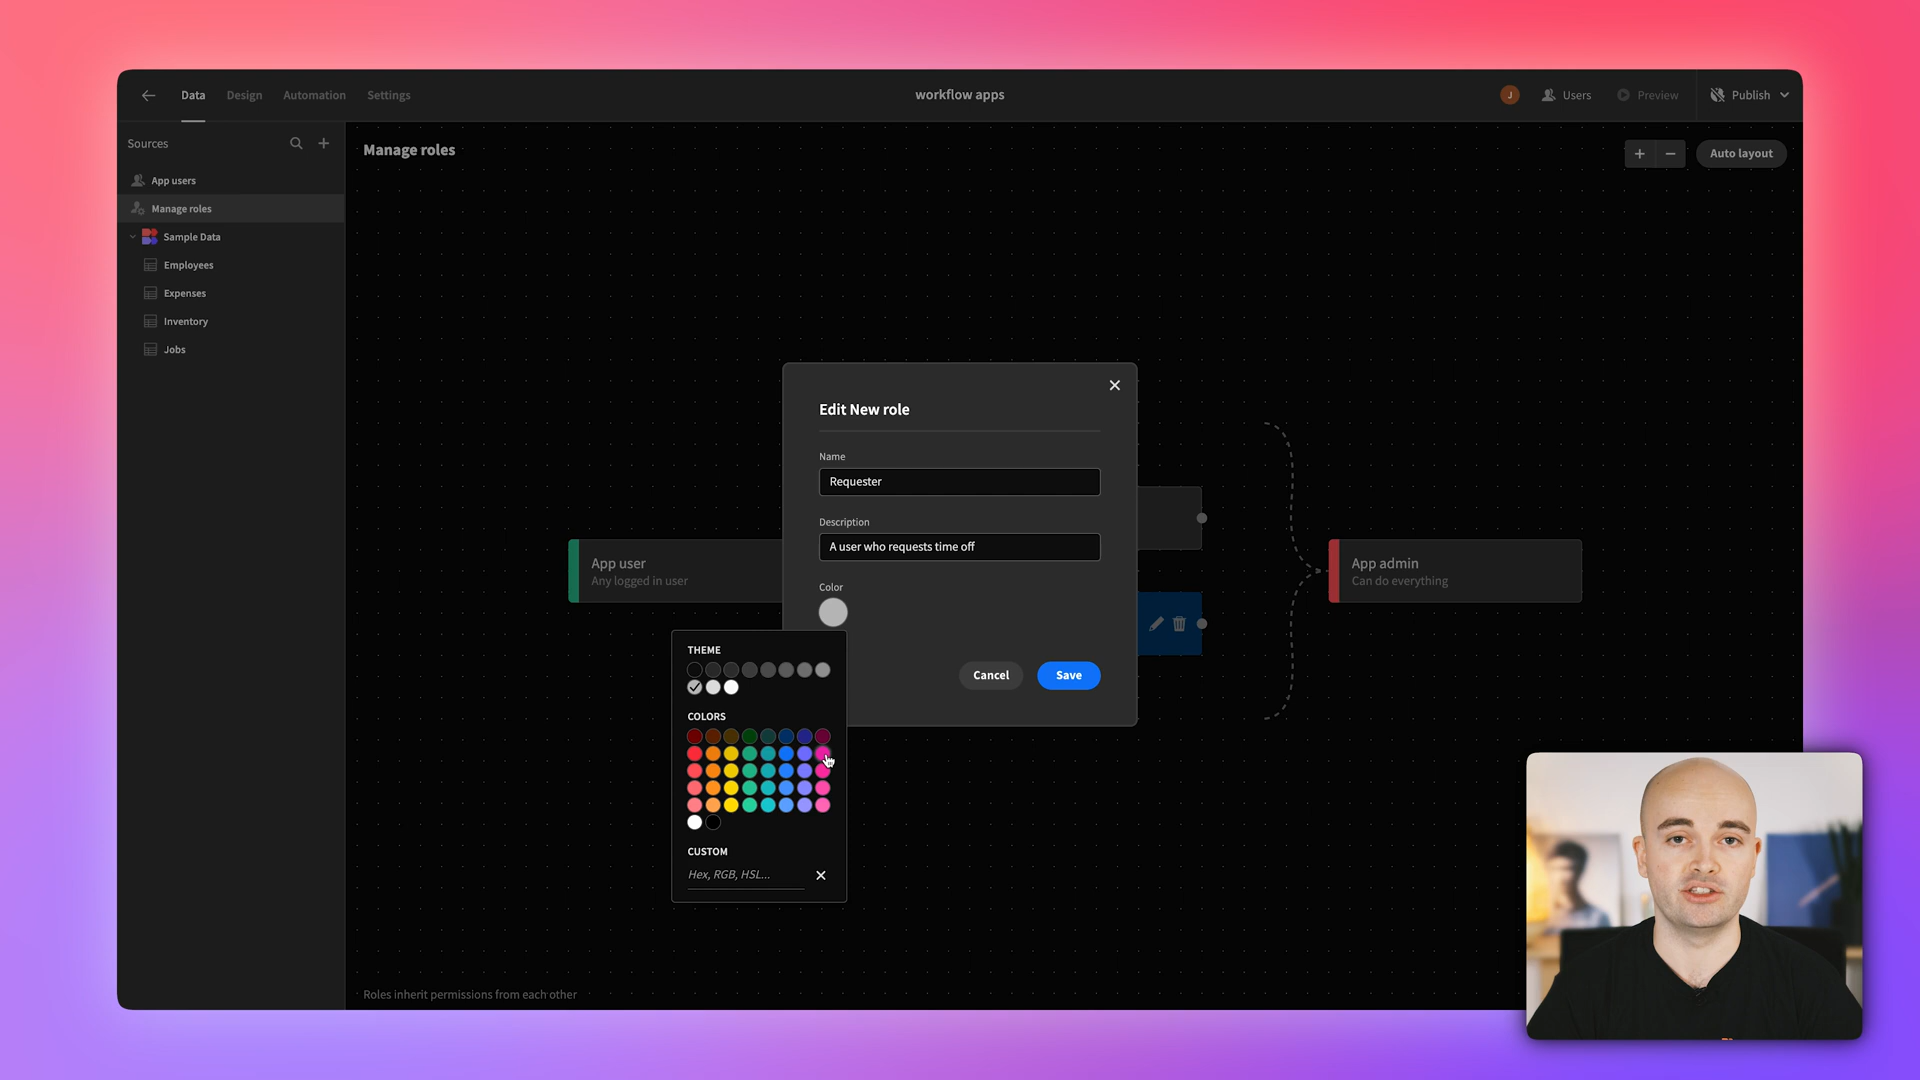 Data
Design
Automation
Settings
workflow apps
J
Users
Preview
Publish
Sources
App users
Manage roles
Sample Data
Employees
Expenses
Inventory
Jobs
Manage roles
Auto layout
Edit New role
Name
Requester
Description
A user who requests time off
Color
Cancel
Save
App user
Any logged in user
App admin
Can do everything
THEME
COLORS
CUSTOM
Hex, RGB, HSL...
Roles inherit permissions from each other